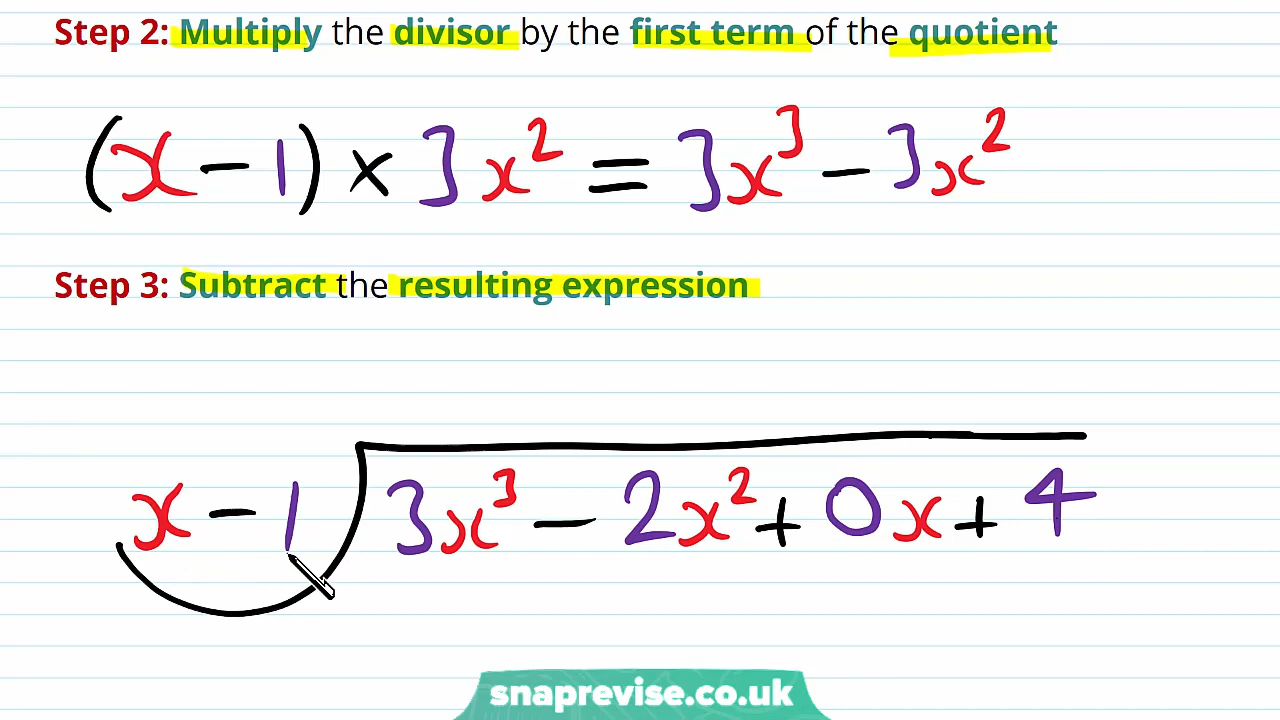 Step 2: Multiply the divisor by the first term of the quotient
(x − 1) × 3x² = 3x³ − 3x²
Step 3: Subtract the resulting expression
x − 1 3x³ − 2x² + 0x + 4
snaprevise.co.uk